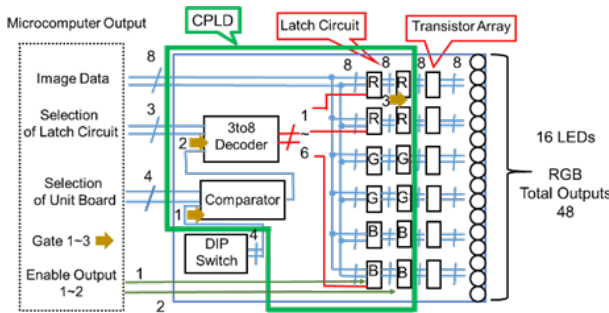 Microcomputer Output
CPLD
Latch Circuit
Transistor Array
8
8
8
8
8
8
Image Data
R
R
3
Selection
of Latch Circuit
3
1
~
6
R
R
2
3to8
Decoder
16 LEDs
G
G
RGB
Total Outputs
48
Selection
of Unit Board
4
Comparator
1
G
G
Gate 1~3
DIP
Switch
4
B
B
Enable Output
1~2
1
2
B
B